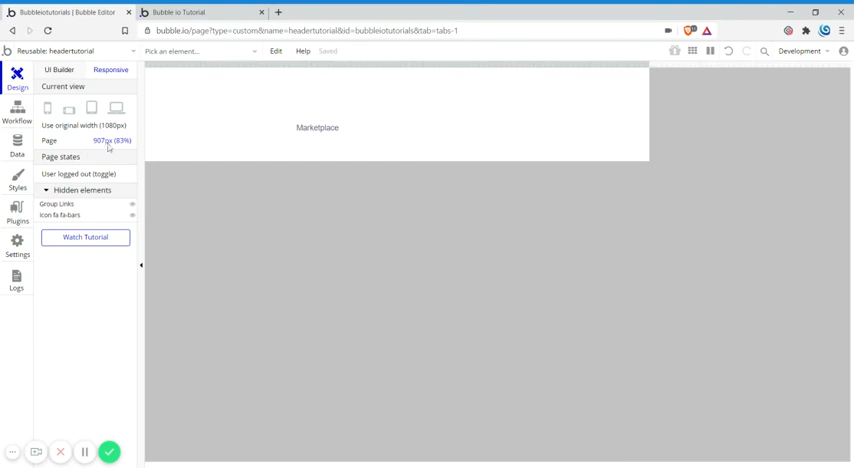 Bubbleiotutorials | Bubble Editor
Bubble io Tutorial
bubble.io/page?type=custom&name=headertutorial&id=bubbleiotutorials&tab=tabs-1
Reusable: headertutorial
Pick an element...
Edit
Help
Saved
Development
Design
Workflow
Data
Styles
Plugins
Settings
Logs
UI Builder
Responsive
Current view
Use original width (1080px)
Page
907px (83%)
Page states
User logged out (toggle)
Hidden elements
Group Links
Icon fa fa-bars
Watch Tutorial
Marketplace